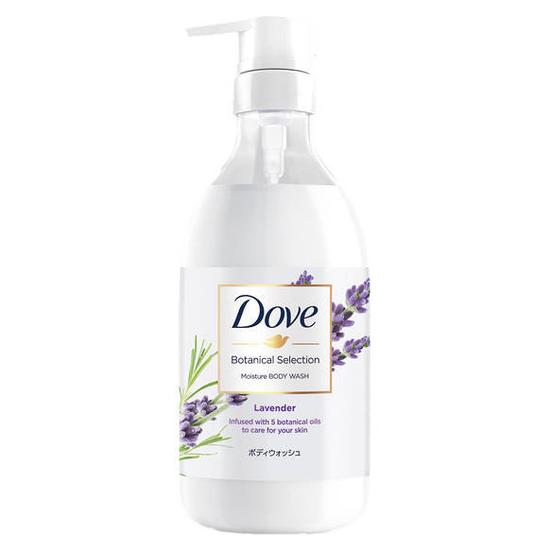 Dove
Botanical Selection
Moisture BODY WASH
Lavender
Infused with 5 botanical oils
to care for your skin
ボディウォッシュ